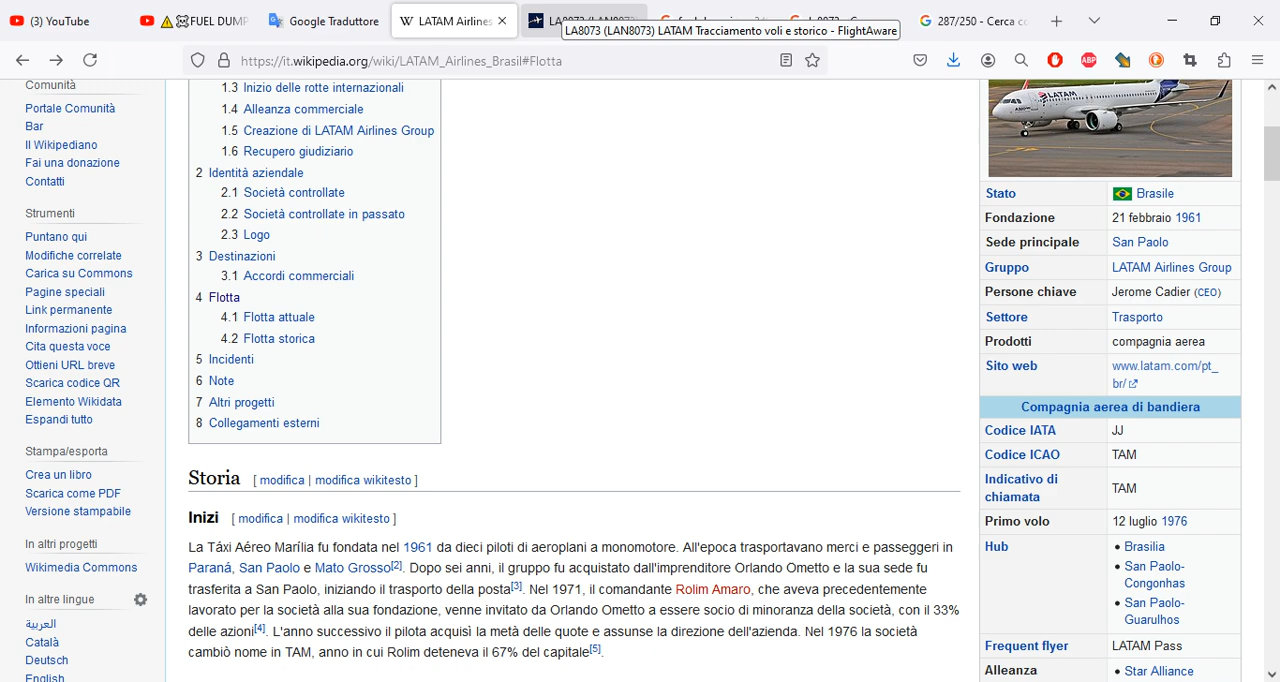 (3) YouTube
FUEL DUMP
Google Traduttore
LATAM Airlines
LA8073 (LAN8073) LATAM Tracciamento voli e storico - FlightAware
287/250 - Cerca co
https://it.wikipedia.org/wiki/LATAM_Airlines_Brasil#Flotta
ABP
Comunità
Portale Comunità
Bar
Il Wikipediano
Fai una donazione
Contatti
Strumenti
Puntano qui
Modifiche correlate
Carica su Commons
Pagine speciali
Link permanente
Informazioni pagina
Cita questa voce
Ottieni URL breve
Scarica codice QR
Elemento Wikidata
Espandi tutto
Stampa/esporta
Crea un libro
Scarica come PDF
Versione stampabile
In altri progetti
Wikimedia Commons
In altre lingue
العربية
Català
Deutsch
English
1.3 Inizio delle rotte internazionali
1.4 Alleanza commerciale
1.5 Creazione di LATAM Airlines Group
1.6 Recupero giudiziario
2 Identità aziendale
2.1 Società controllate
2.2 Società controllate in passato
2.3 Logo
3 Destinazioni
3.1 Accordi commerciali
4 Flotta
4.1 Flotta attuale
4.2 Flotta storica
5 Incidenti
6 Note
7 Altri progetti
8 Collegamenti esterni
Storia [ modifica | modifica wikitesto ]
Inizi [ modifica | modifica wikitesto ]
La Táxi Aéreo Marília fu fondata nel 1961 da dieci piloti di aeroplani a monomotore. All'epoca trasportavano merci e passeggeri in
Paraná, San Paolo e Mato Grosso[2]. Dopo sei anni, il gruppo fu acquistato dall'imprenditore Orlando Ometto e la sua sede fu
trasferita a San Paolo, iniziando il trasporto della posta[3]. Nel 1971, il comandante Rolim Amaro, che aveva precedentemente
lavorato per la società alla sua fondazione, venne invitato da Orlando Ometto a essere socio di minoranza della società, con il 33%
delle azioni[4]. L'anno successivo il pilota acquisì la metà delle quote e assunse la direzione dell'azienda. Nel 1976 la società
cambiò nome in TAM, anno in cui Rolim deteneva il 67% del capitale[5].
LATAM
Stato Brasile
Fondazione 21 febbraio 1961
Sede principale San Paolo
Gruppo LATAM Airlines Group
Persone chiave Jerome Cadier (CEO)
Settore Trasporto
Prodotti compagnia aerea
Sito web www.latam.com/pt_
br/
Compagnia aerea di bandiera
Codice IATA JJ
Codice ICAO TAM
Indicativo di
chiamata TAM
Primo volo 12 luglio 1976
Hub • Brasilia
• San Paolo-
Congonhas
• San Paolo-
Guarulhos
Frequent flyer LATAM Pass
Alleanza • Star Alliance